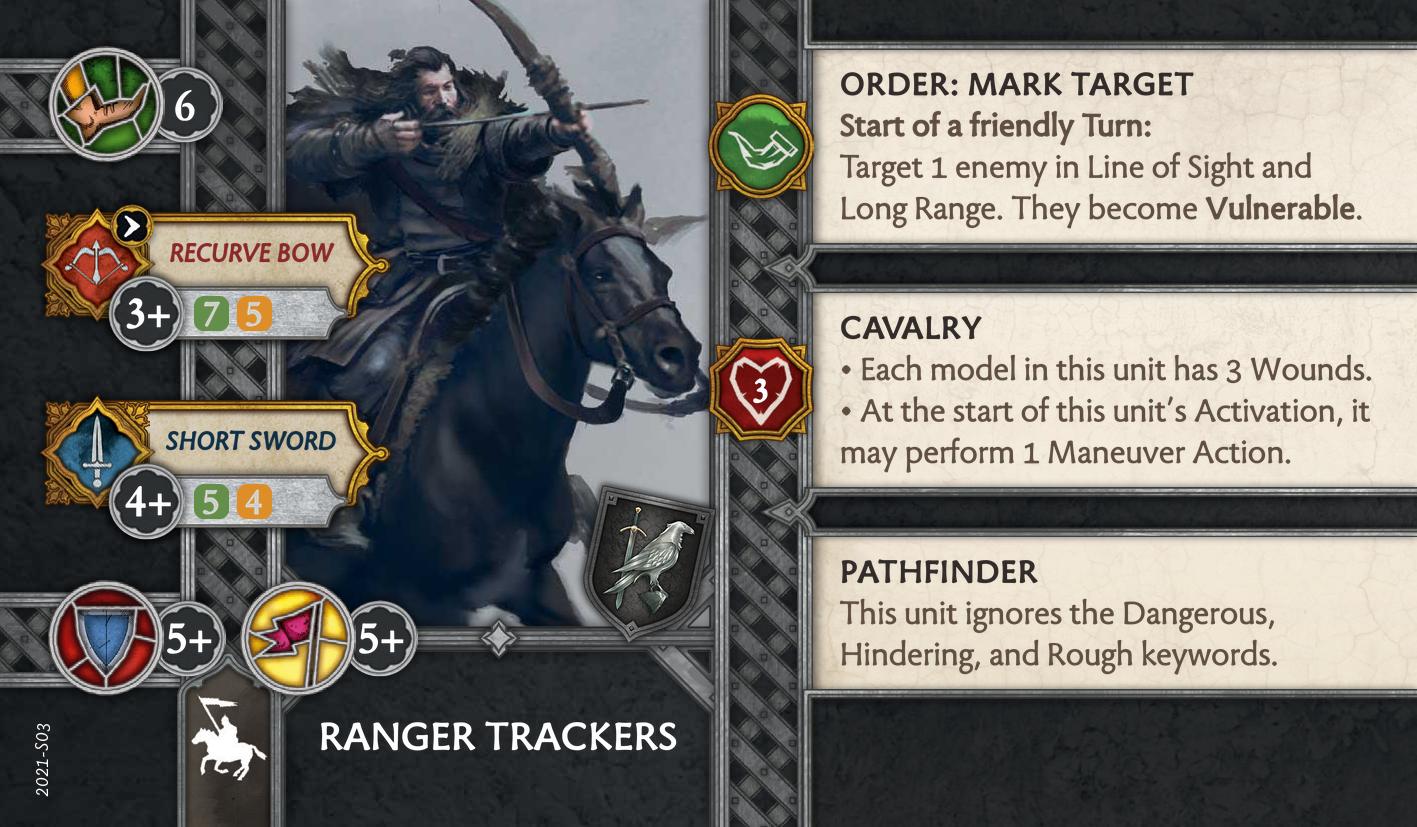 6
RECURVE BOW
3+ 7 5
SHORT SWORD
4+ 5 4
5+ 5+
RANGER TRACKERS
2021-S03
ORDER: MARK TARGET
Start of a friendly Turn:
Target 1 enemy in Line of Sight and
Long Range. They become Vulnerable.
3
CAVALRY
• Each model in this unit has 3 Wounds.
• At the start of this unit's Activation, it
may perform 1 Maneuver Action.
PATHFINDER
This unit ignores the Dangerous,
Hindering, and Rough keywords.